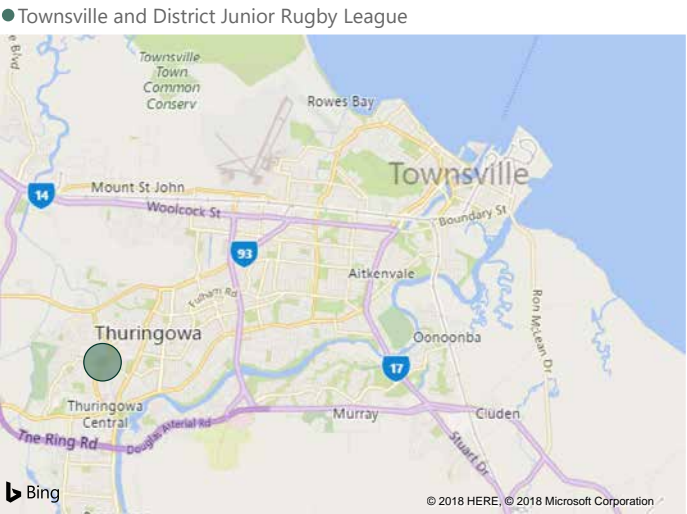 Townsville and District Junior Rugby League
e Blvd
Townsville
Town
Common
Conserv
Rowes Bay
Townsville
14
Mount St John
Woolcock St
Boundary St
93
Aitkenvale
Fulham Rd
Ron McLean Dr
Thuringowa
Oonoonba
17
Thuringowa
Central
Murray
Cluden
The Ring Rd
Douglas Arterial Rd
Stuart Dr
Bing
© 2018 HERE, © 2018 Microsoft Corporation